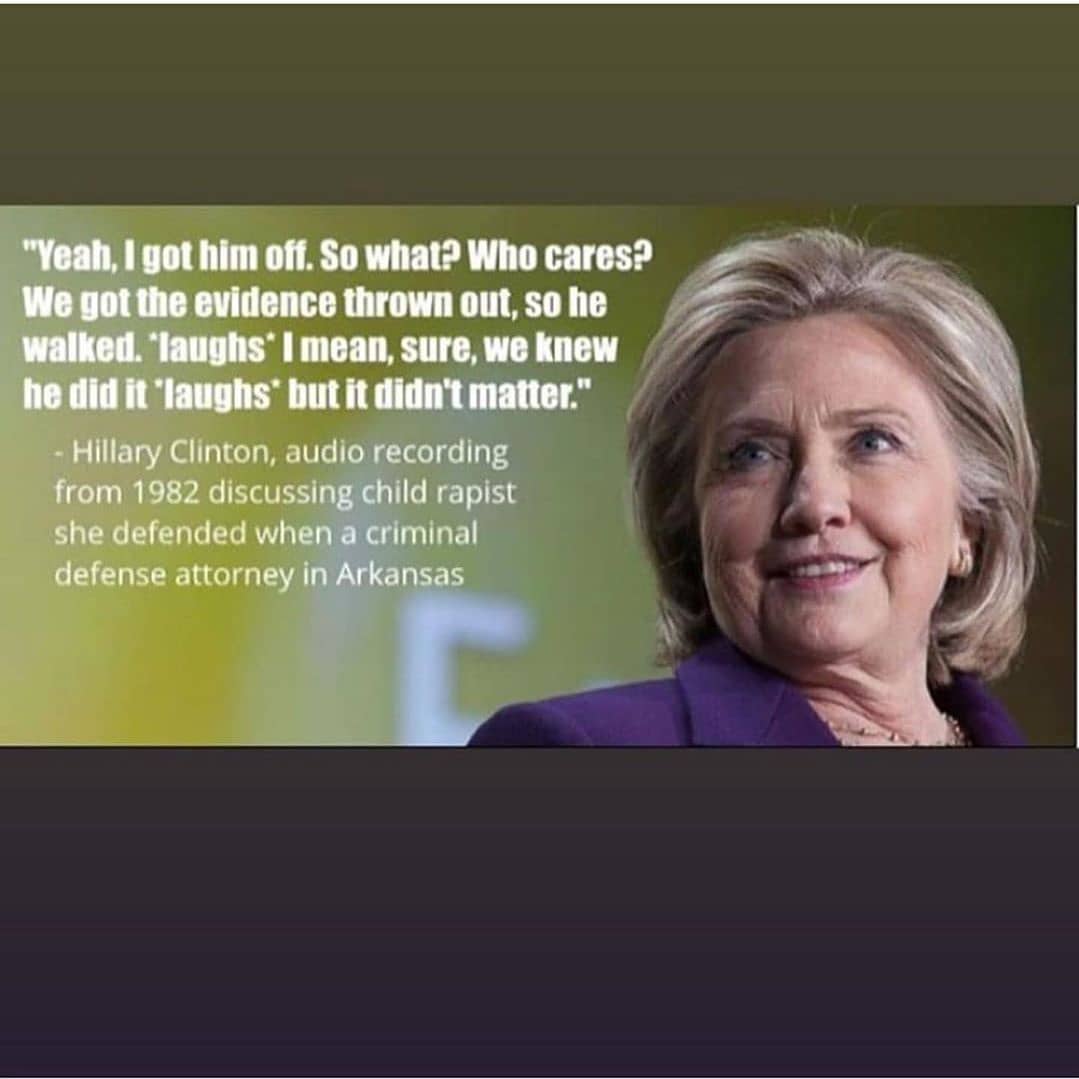 "Yeah, I got him off. So what? Who cares?
We got the evidence thrown out, so he
walked. *laughs* I mean, sure, we knew
he did it *laughs* but it didn't matter."
- Hillary Clinton, audio recording
from 1982 discussing child rapist
she defended when a criminal
defense attorney in Arkansas